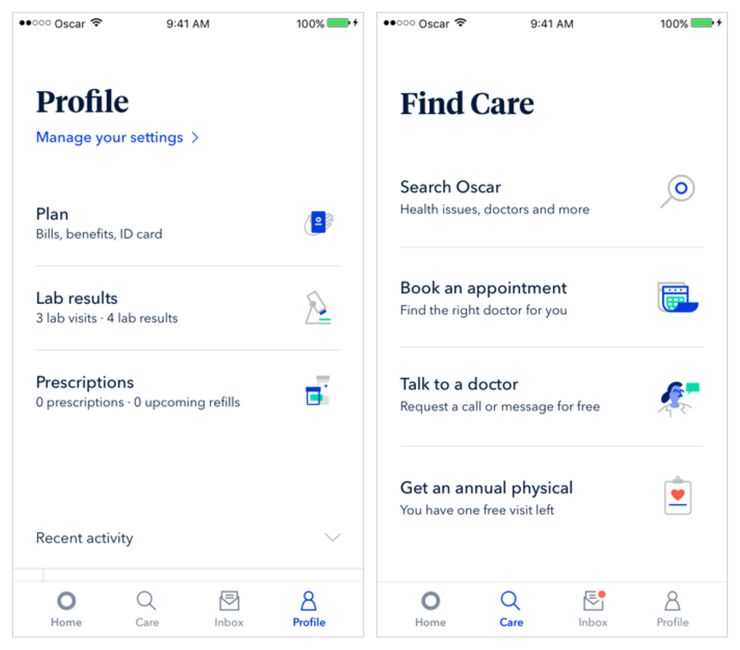 Oscar 9:41 AM 100%
Profile
Manage your settings
Plan
Bills, benefits, ID card
Lab results
3 lab visits · 4 lab results
Prescriptions
0 prescriptions · 0 upcoming refills
Recent activity
Home Care Inbox Profile
Oscar 9:41 AM 100%
Find Care
Search Oscar
Health issues, doctors and more
Book an appointment
Find the right doctor for you
Talk to a doctor
Request a call or message for free
Get an annual physical
You have one free visit left
Home Care Inbox Profile